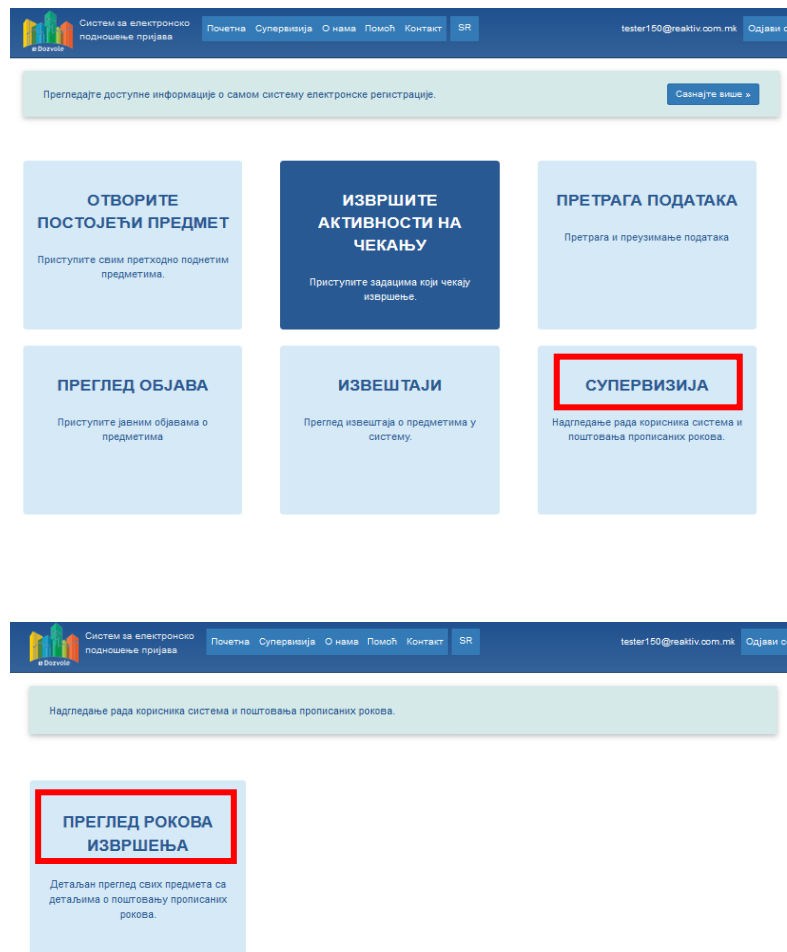 Систем за електронско
подношење пријава
Почетна Супервизија О нама Помоћ Контакт SR
tester150@reaktiv.com.mk Одјави с
e Dozvole
Прегледајте доступне информације о самом систему електронске регистрације.
Сазнајте више »
ОТВОРИТЕ
ПОСТОЈЕЋИ ПРЕДМЕТ
Приступите свим претходно поднетим
предметима.
ИЗВРШИТЕ
АКТИВНОСТИ НА
ЧЕКАЊУ
Приступите задацима који чекају
извршење.
ПРЕТРАГА ПОДАТАКА
Претрага и преузимање података
ПРЕГЛЕД ОБЈАВА
Приступите јавним објавама о
предметима
ИЗВЕШТАЈИ
Преглед извештаја о предметима у
систему.
СУПЕРВИЗИЈА
Надгледање рада корисника система и
поштовања прописаних рокова.
Систем за електронско
подношење пријава
Почетна Супервизија О нама Помоћ Контакт SR
tester150@reaktiv.com.mk Одјави с
e Dozvole
Надгледање рада корисника система и поштовања прописаних рокова.
ПРЕГЛЕД РОКОВА
ИЗВРШЕЊА
Детаљан преглед свих предмета са
детаљима о поштовању прописаних
рокова.